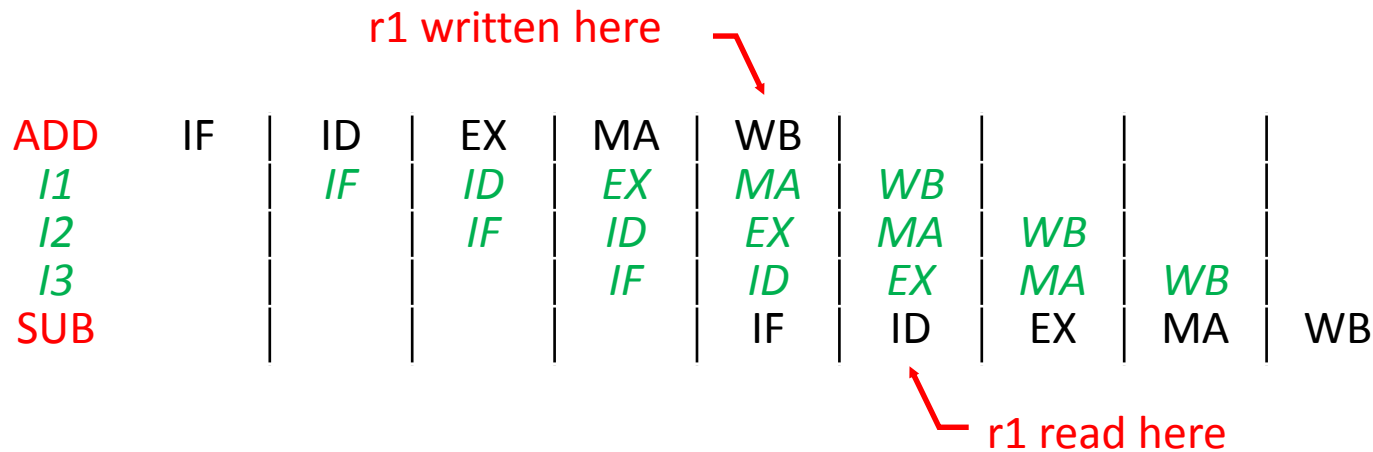 r1 written here
ADD IF ID EX MA WB
I1 IF ID EX MA WB
I2 IF ID EX MA WB
I3 IF ID EX MA WB
SUB IF ID EX MA WB
r1 read here